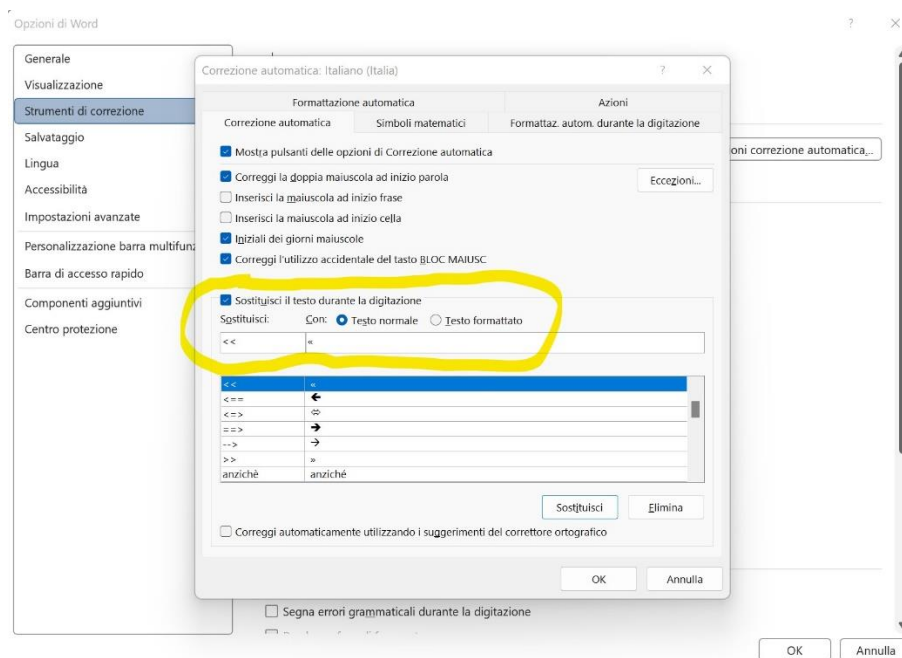 Opzioni di Word ? ×
Generale
Correzione automatica: Italiano (Italia) ? ×
Visualizzazione
Formattazione automatica Azioni
Strumenti di correzione
Correzione automatica Simboli matematici Formattaz. autom. durante la digitazione
Salvataggio
Mostra pulsanti delle opzioni di Correzione automatica
oni correzione automatica...
Lingua
Correggi la doppia maiuscola ad inizio parola
Eccezioni...
Accessibilità
Inserisci la maiuscola ad inizio frase
Impostazioni avanzate
Inserisci la maiuscola ad inizio cella
Iniziali dei giorni maiuscole
Personalizzazione barra multifunz
Correggi l'utilizzo accidentale del tasto BLOC MAIUSC
Barra di accesso rapido
Componenti aggiuntivi
Sostituisci il testo durante la digitazione
Sostituisci: Con: Testo normale Testo formattato
Centro protezione
<< «
<< «
<== 🡸
<=> ⇔
==> 🡺
--> →
>> »
anzichè anziché
Sostituisci Elimina
Correggi automaticamente utilizzando i suggerimenti del correttore ortografico
OK Annulla
Segna errori grammaticali durante la digitazione
OK Annulla